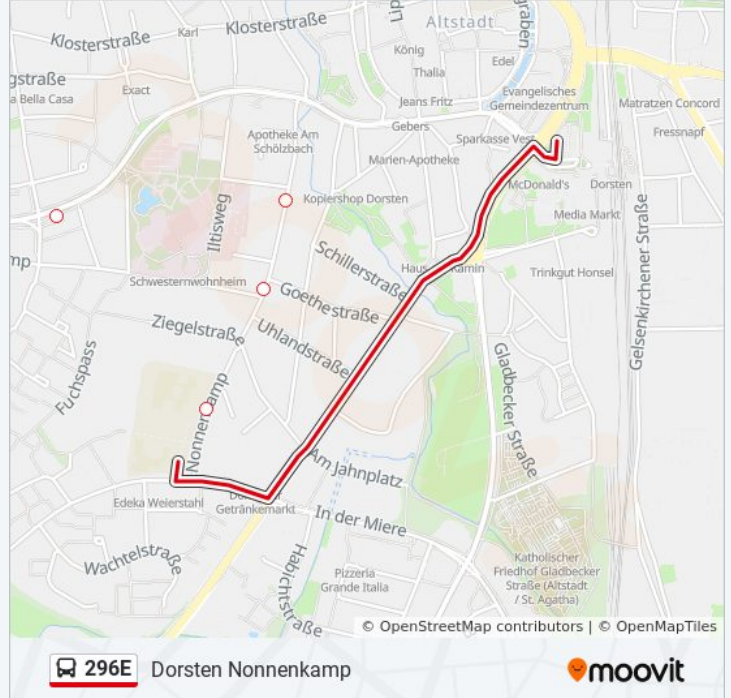 Klosterstraße
Karl
Klosterstraße
Altstadt
graben
König
Thalia
Edel
gstraße
a Bella Casa
Exact
Jeans Fritz
Evangelisches
Gemeindezentrum
Matratzen Concord
Fressnapf
Gebers
Apotheke Am
Schölzbach
Sparkasse Vest
Marien-Apotheke
McDonald's
Dorsten
Iltisweg
Kopiershop Dorsten
Media Markt
Gelsenkirchener Straße
mp
Schillerstraße
Haus
Kamin
Trinkgut Honsel
Schwesternwohnheim
Goethestraße
Ziegelstraße
Uhlandstraße
Fuchspass
Gladbecker Straße
Nonnenkamp
Am Jahnplatz
Edeka Weierstahl
Getränkemarkt
In der Miere
Wachtelstraße
Habichtstraße
Pizzeria
Grande Italia
Katholischer
Friedhof Gladbecker
Straße (Altstadt
/ St. Agatha)
© OpenStreetMap contributors | © OpenMapTiles
296E Dorsten Nonnenkamp
moovit